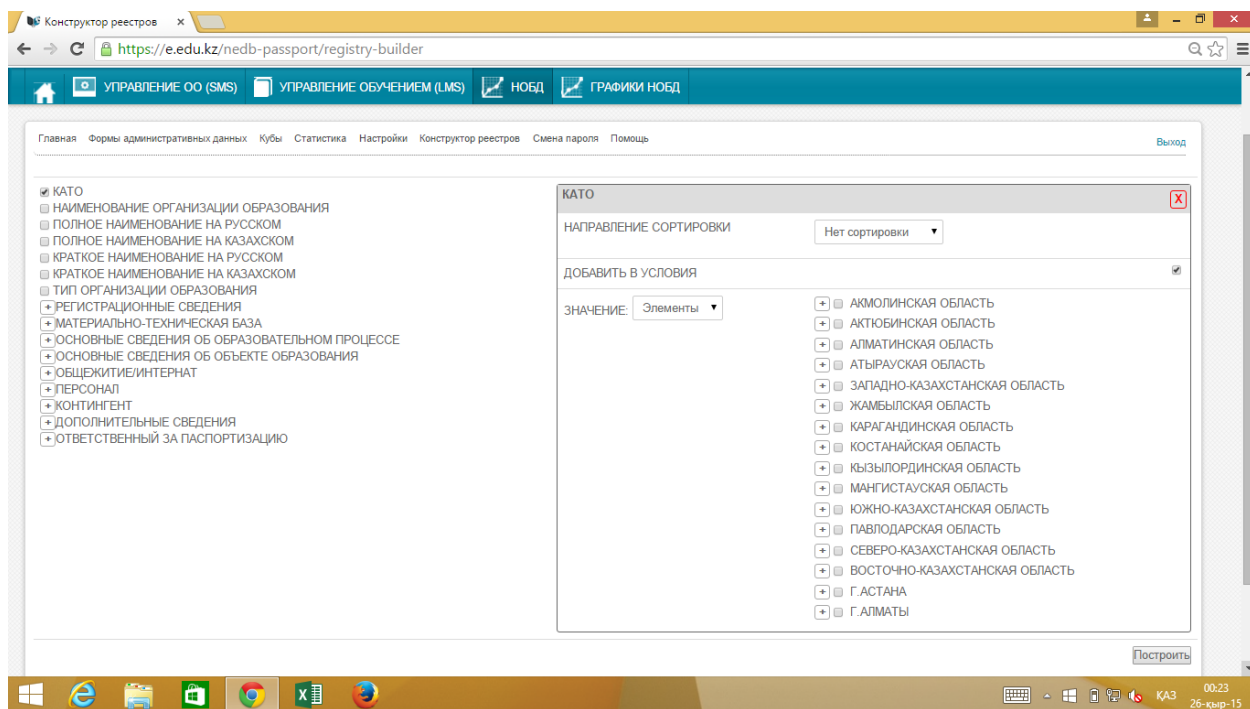 Конструктор реестров
https://e.edu.kz/nedb-passport/registry-builder
УПРАВЛЕНИЕ ОО (SMS) УПРАВЛЕНИЕ ОБУЧЕНИЕМ (LMS) НОБД ГРАФИКИ НОБД
Главная Формы административных данных Кубы Статистика Настройки Конструктор реестров Смена пароля Помощь
Выход
КАТО
НАИМЕНОВАНИЕ ОРГАНИЗАЦИИ ОБРАЗОВАНИЯ
ПОЛНОЕ НАИМЕНОВАНИЕ НА РУССКОМ
ПОЛНОЕ НАИМЕНОВАНИЕ НА КАЗАХСКОМ
КРАТКОЕ НАИМЕНОВАНИЕ НА РУССКОМ
КРАТКОЕ НАИМЕНОВАНИЕ НА КАЗАХСКОМ
ТИП ОРГАНИЗАЦИИ ОБРАЗОВАНИЯ
РЕГИСТРАЦИОННЫЕ СВЕДЕНИЯ
МАТЕРИАЛЬНО-ТЕХНИЧЕСКАЯ БАЗА
ОСНОВНЫЕ СВЕДЕНИЯ ОБ ОБРАЗОВАТЕЛЬНОМ ПРОЦЕССЕ
ОСНОВНЫЕ СВЕДЕНИЯ ОБ ОБЪЕКТЕ ОБРАЗОВАНИЯ
ОБЩЕЖИТИЕ/ИНТЕРНАТ
ПЕРСОНАЛ
КОНТИНГЕНТ
ДОПОЛНИТЕЛЬНЫЕ СВЕДЕНИЯ
ОТВЕТСТВЕННЫЙ ЗА ПАСПОРТИЗАЦИЮ
КАТО X
НАПРАВЛЕНИЕ СОРТИРОВКИ Нет сортировки
ДОБАВИТЬ В УСЛОВИЯ
ЗНАЧЕНИЕ: Элементы
АКМОЛИНСКАЯ ОБЛАСТЬ
АКТЮБИНСКАЯ ОБЛАСТЬ
АЛМАТИНСКАЯ ОБЛАСТЬ
АТЫРАУСКАЯ ОБЛАСТЬ
ЗАПАДНО-КАЗАХСТАНСКАЯ ОБЛАСТЬ
ЖАМБЫЛСКАЯ ОБЛАСТЬ
КАРАГАНДИНСКАЯ ОБЛАСТЬ
КОСТАНАЙСКАЯ ОБЛАСТЬ
КЫЗЫЛОРДИНСКАЯ ОБЛАСТЬ
МАНГИСТАУСКАЯ ОБЛАСТЬ
ЮЖНО-КАЗАХСТАНСКАЯ ОБЛАСТЬ
ПАВЛОДАРСКАЯ ОБЛАСТЬ
СЕВЕРО-КАЗАХСТАНСКАЯ ОБЛАСТЬ
ВОСТОЧНО-КАЗАХСТАНСКАЯ ОБЛАСТЬ
Г.АСТАНА
Г.АЛМАТЫ
Построить
ҚАЗ
00:23
26-қыр-15